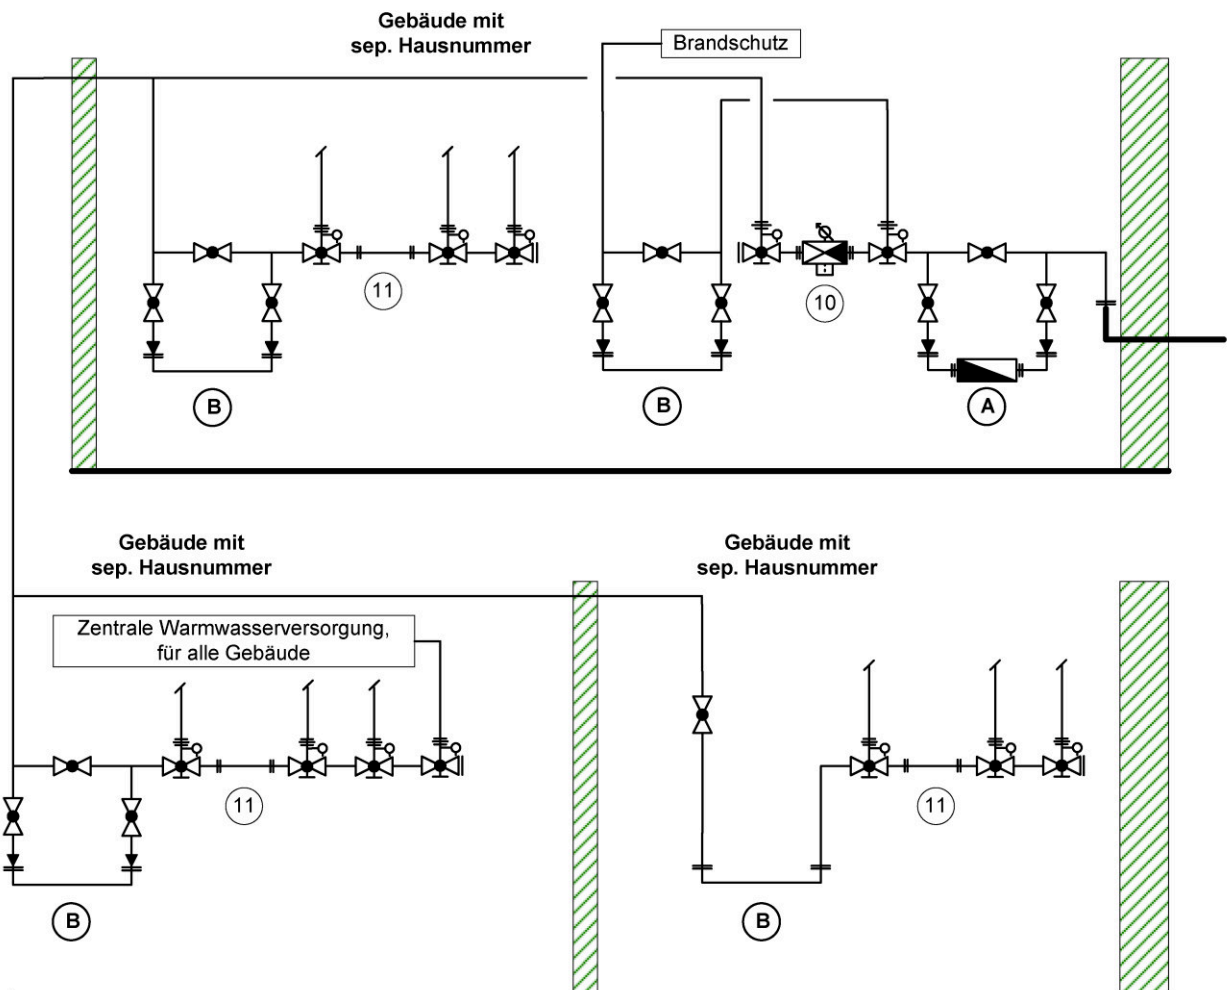 Gebäude mit
sep. Hausnummer
Brandschutz
11
10
B
B
A
Gebäude mit
sep. Hausnummer
Gebäude mit
sep. Hausnummer
Zentrale Warmwasserversorgung,
für alle Gebäude
11
11
B
B